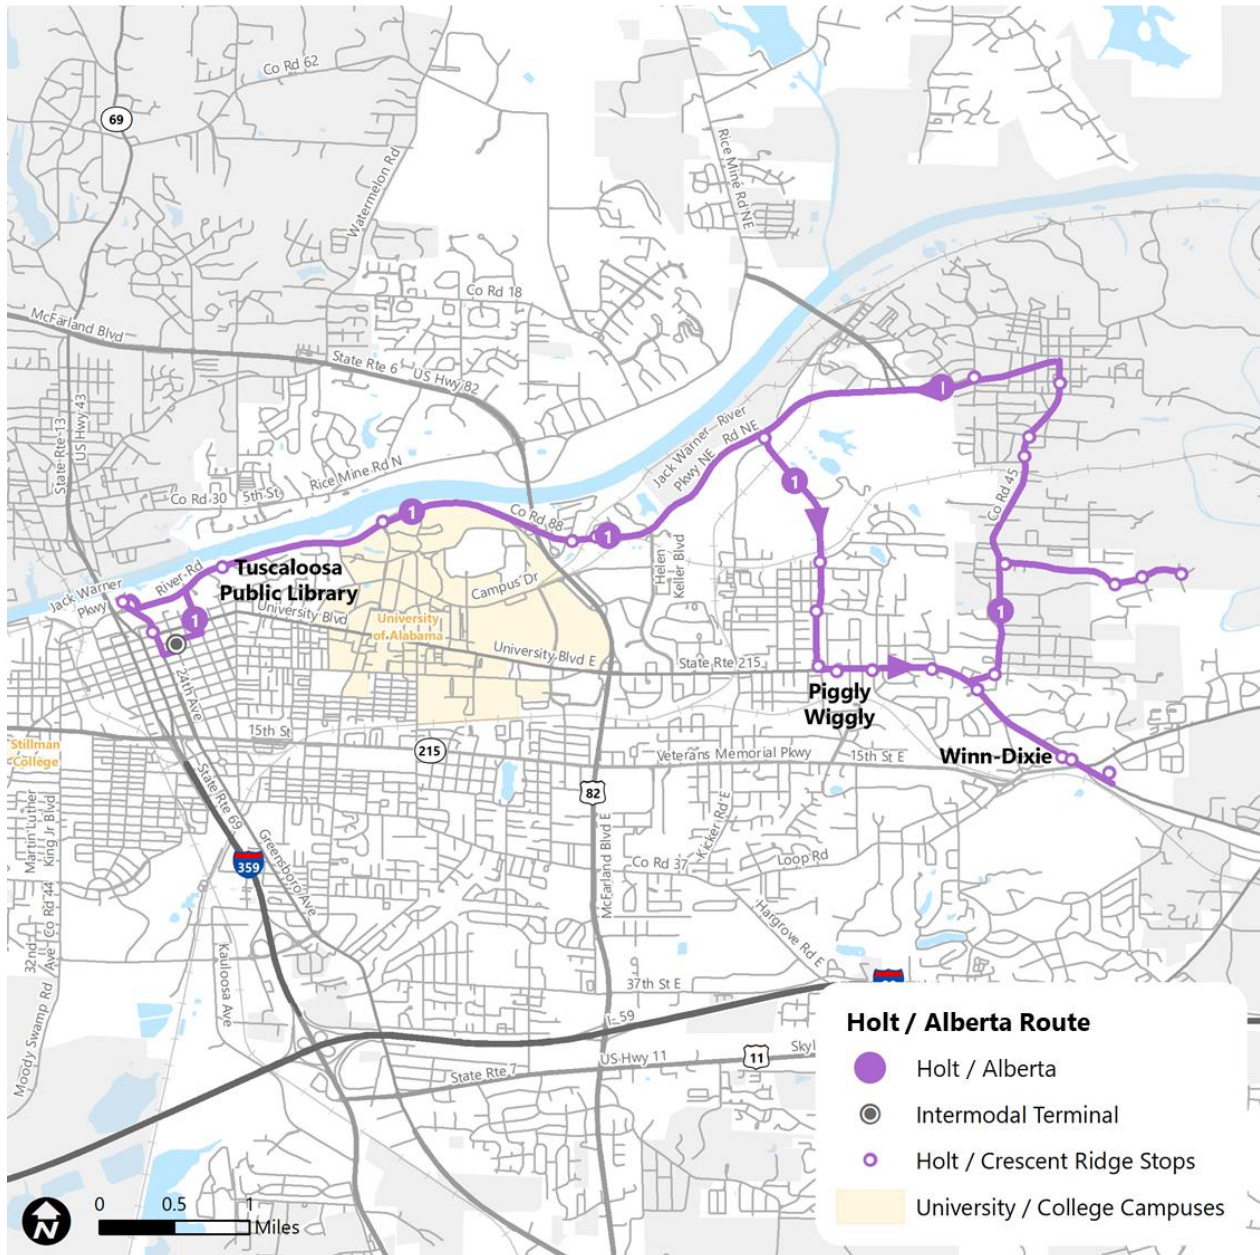 Co Rd 62
69
Watermelon Rd
Rice Mine Rd NE
Co Rd 18
McFarland Blvd
State Rte 6
US Hwy 82
State Rte 13
US Hwy 43
Rice Mine Rd N
Co Rd 30
5th St
Jack Warner
Pkwy NE
River
Rd NE
1
1
1
1
Co Rd 88
Co Rd 45
Helen
Keller Blvd
River Rd
Jack Warner
Pkwy
Tuscaloosa
Public Library
Campus Dr
University Blvd
University
of Alabama
University Blvd E
State Rte 215
1
1
Piggly
Wiggly
Winn-Dixie
24th Ave
15th St
215
Veterans Memorial Pkwy
15th St E
Stillman
College
82
State Rte 69
Martin Luther
King Jr Blvd
359
Greensboro Ave
McFarland Blvd E
Kicker Rd E
Co Rd 37
Loop Rd
Hargrove Rd E
32nd
Ave
Co Rd 44
Moody Swamp Rd
Kauloosa Ave
37th St E
I- 59
US Hwy 11
11
State Rte 7
Holt / Alberta Route
Holt / Alberta
Intermodal Terminal
Holt / Crescent Ridge Stops
University / College Campuses
N
0 0.5 1
Miles